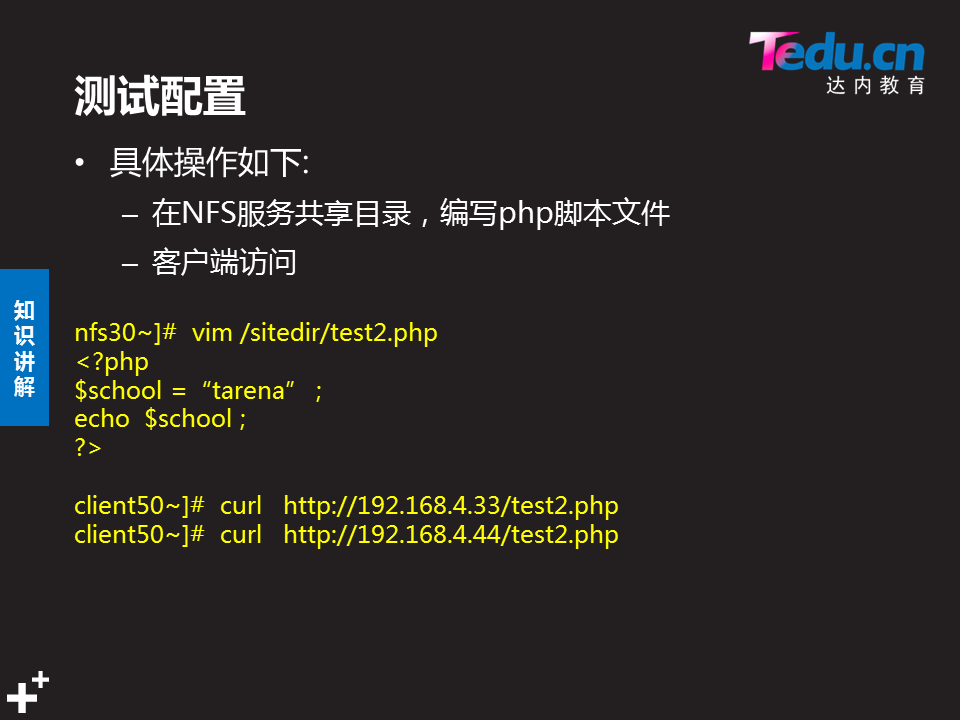 Tedu.cn
达内教育
测试配置
• 具体操作如下:
– 在NFS服务共享目录，编写php脚本文件
– 客户端访问
知识讲解
nfs30~]# vim /sitedir/test2.php
<?php
$school =“tarena” ;
echo $school ;
?>
client50~]# curl http://192.168.4.33/test2.php
client50~]# curl http://192.168.4.44/test2.php